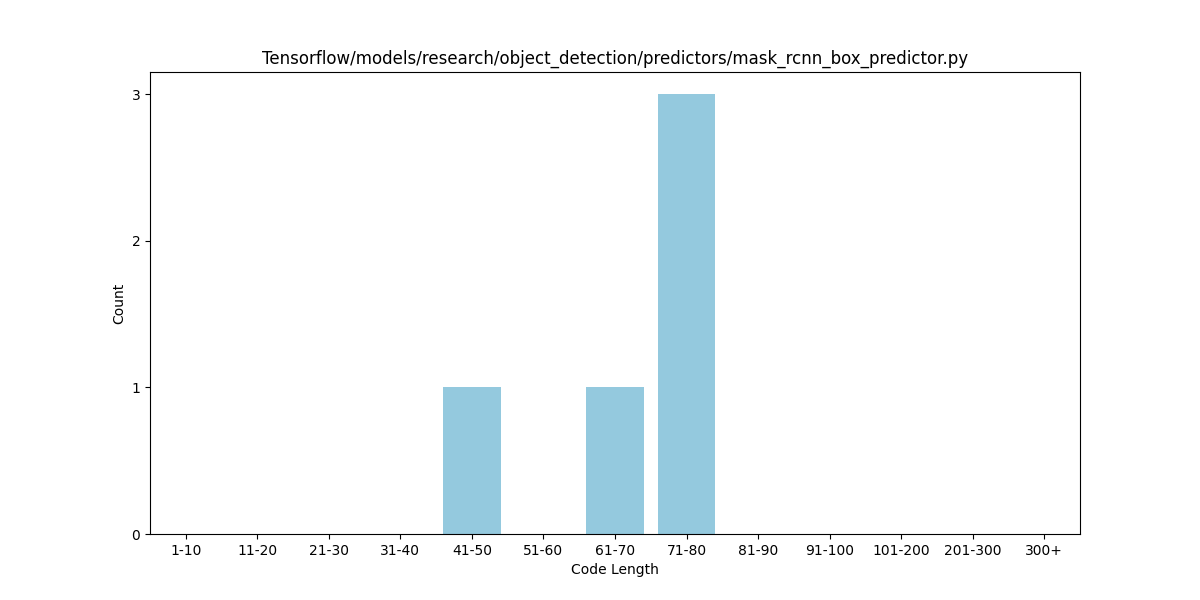 Tensorflow/models/research/object_detection/predictors/mask_rcnn_box_predictor.py
3
2
1
0
Count
1-10 11-20 21-30 31-40 41-50 51-60 61-70 71-80 81-90 91-100 101-200 201-300 300+
Code Length